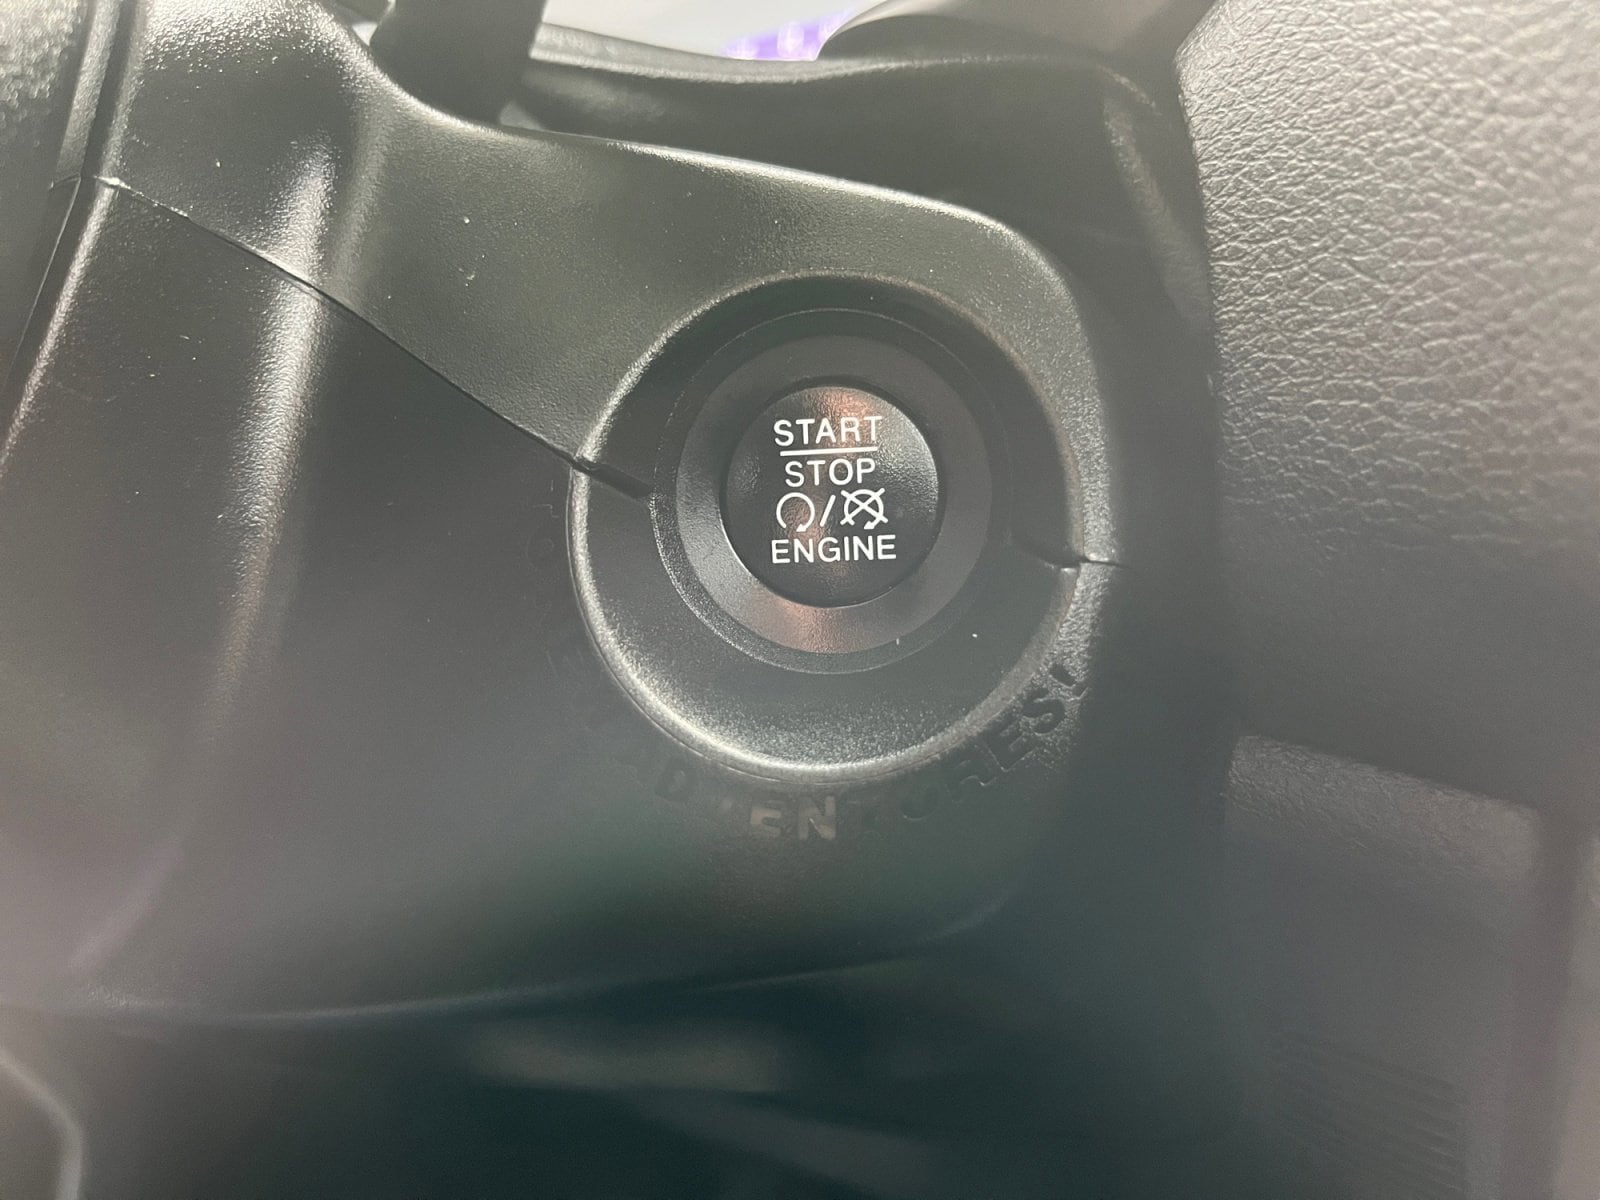 START
STOP
/
ENGINE